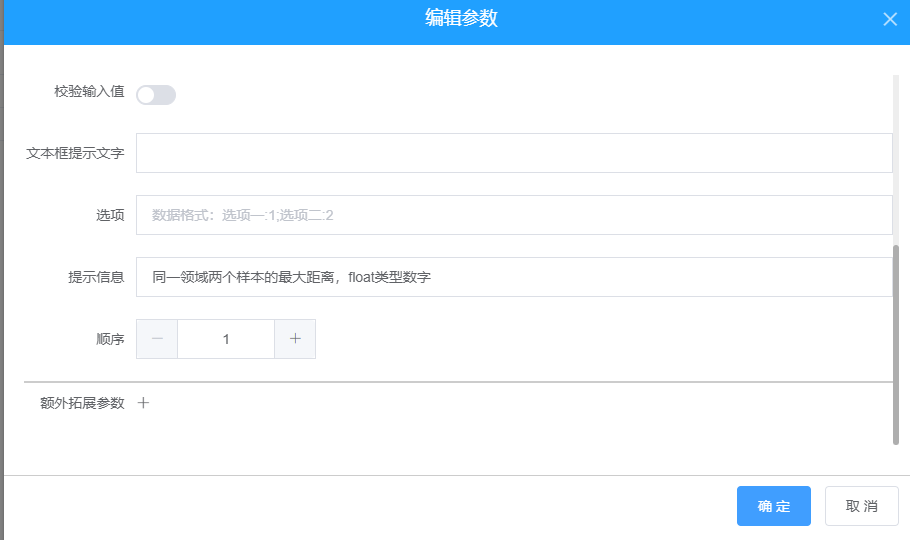 编辑参数
校验输入值
文本框提示文字
选项 数据格式：选项一:1;选项二:2
提示信息 同一领域两个样本的最大距离，float类型数字
顺序 1
额外拓展参数
确 定 取 消